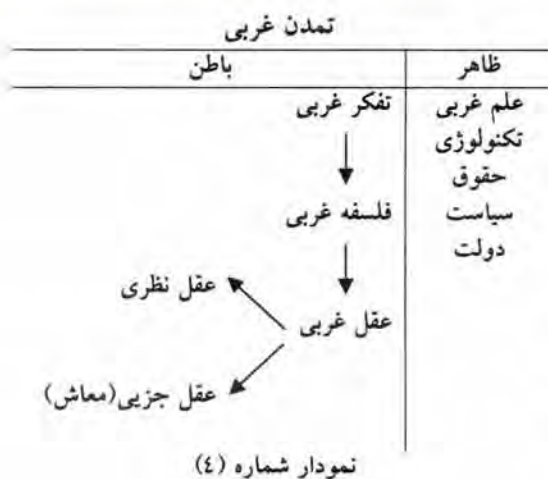 تمدن غربی
ظاهر
باطن
علم غربی
تکنولوژی
حقوق
سیاست
دولت
تفکر غربی
فلسفه غربی
عقل غربی
عقل نظری
عقل جزیی(معاش)
نمودار شماره (٤)